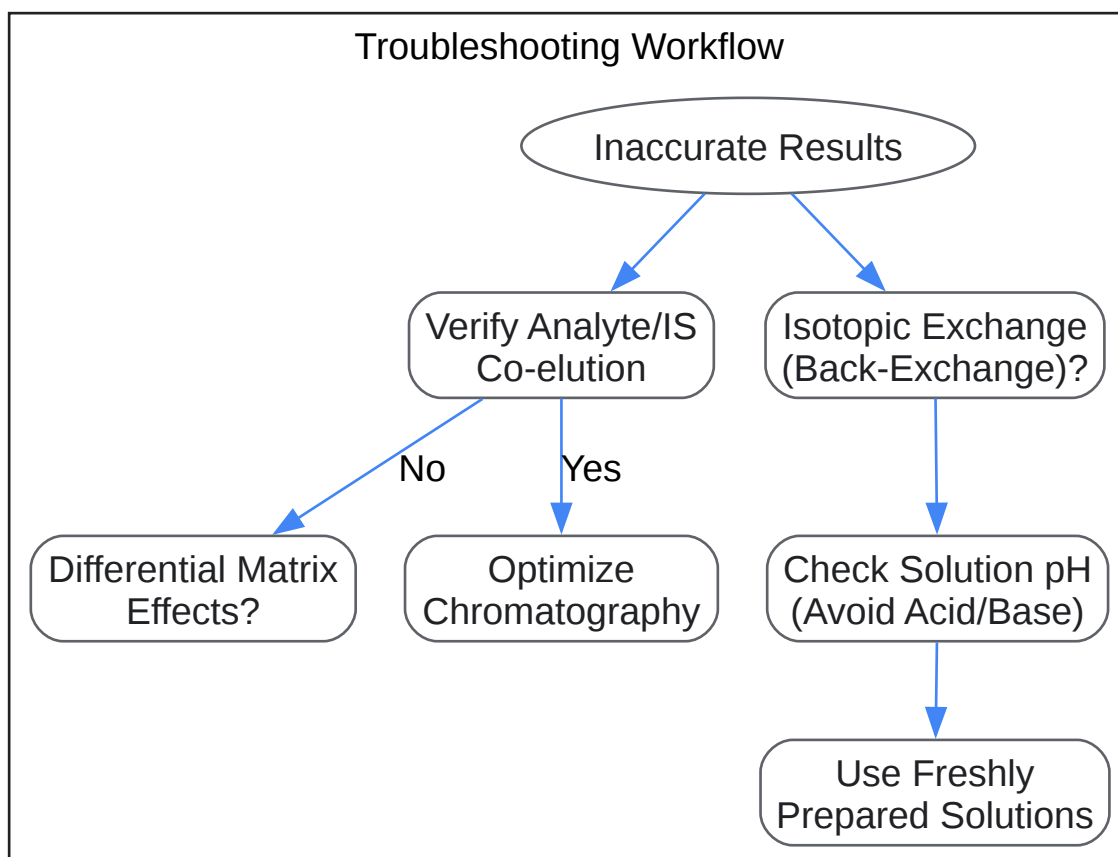 Troubleshooting Workflow
Inaccurate Results
Verify Analyte/IS
Co-elution
Isotopic Exchange
(Back-Exchange)?
No
Yes
Differential Matrix
Effects?
Optimize
Chromatography
Check Solution pH
(Avoid Acid/Base)
Use Freshly
Prepared Solutions